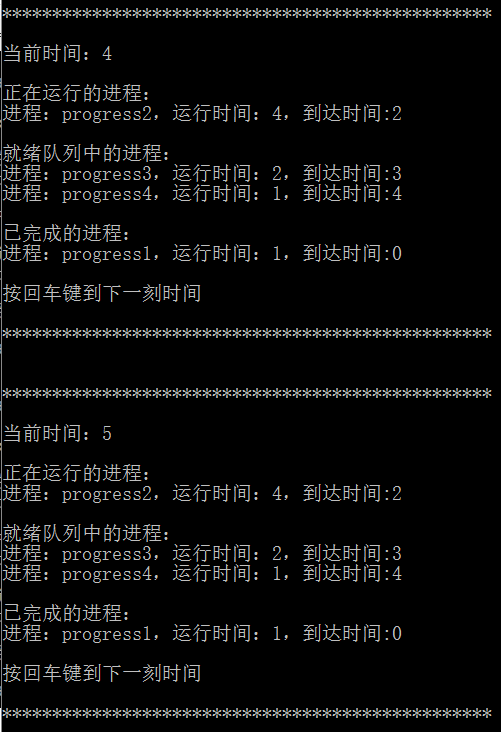 *************************************************
当前时间：4
正在运行的进程：
进程：progress2，运行时间：4，到达时间:2
就绪队列中的进程：
进程：progress3，运行时间：2，到达时间:3
进程：progress4，运行时间：1，到达时间:4
已完成的进程：
进程：progress1，运行时间：1，到达时间:0
按回车键到下一刻时间
*************************************************
*************************************************
当前时间：5
正在运行的进程：
进程：progress2，运行时间：4，到达时间:2
就绪队列中的进程：
进程：progress3，运行时间：2，到达时间:3
进程：progress4，运行时间：1，到达时间:4
已完成的进程：
进程：progress1，运行时间：1，到达时间:0
按回车键到下一刻时间
*************************************************